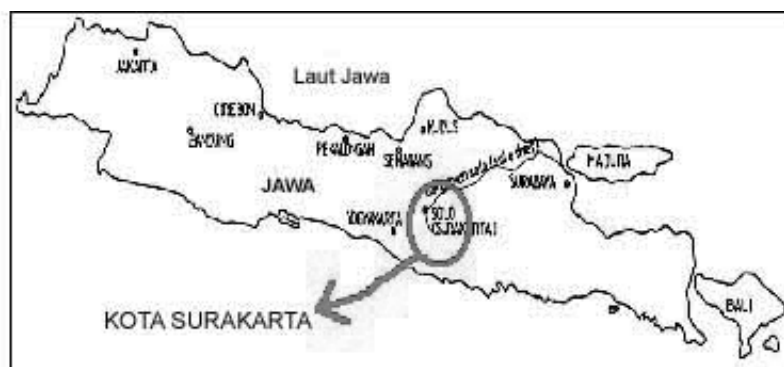 JAKARTA
Laut Jawa
CIREBON
BANDUNG
PEKALONGAN
SEMARANG
KUDUS
MADURA
SURABAYA
JAWA
YOGYAKARTA
SOLO
(SURAKARTA)
BALI
KOTA SURAKARTA